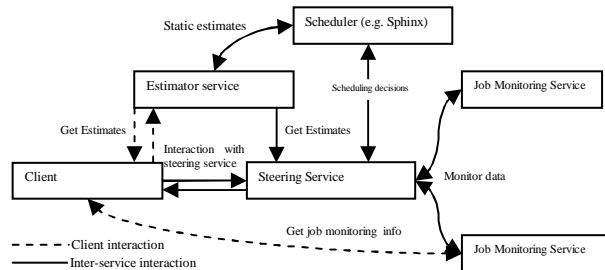 Static estimates
Scheduler (e.g. Sphinx)
Estimator service
Scheduling decisions
Job Monitoring Service
Get Estimates
Interaction with
steering service
Get Estimates
Client
Steering Service
Monitor data
Get job monitoring info
Client interaction
Inter-service interaction
Job Monitoring Service